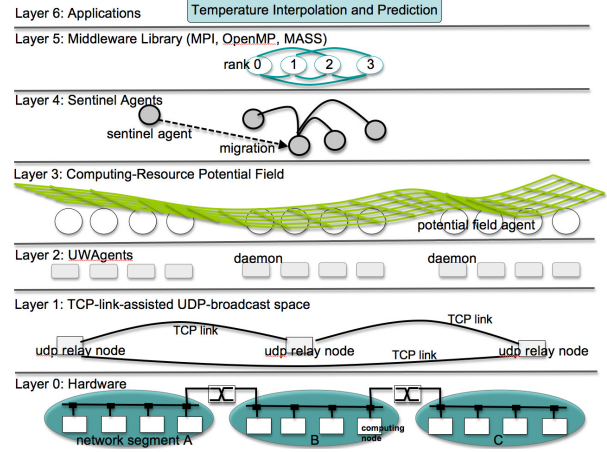 Layer 6: Applications
Temperature Interpolation and Prediction
Layer 5: Middleware Library (MPI, OpenMP, MASS)
rank 0 1 2 3
Layer 4: Sentinel Agents
sentinel agent
migration
Layer 3: Computing-Resource Potential Field
potential field agent
Layer 2: UWAgents
daemon
daemon
Layer 1: TCP-link-assisted UDP-broadcast space
TCP link
TCP link
udp relay node
udp relay node
TCP link
udp relay node
Layer 0: Hardware
computing
node
network segment A
B
C